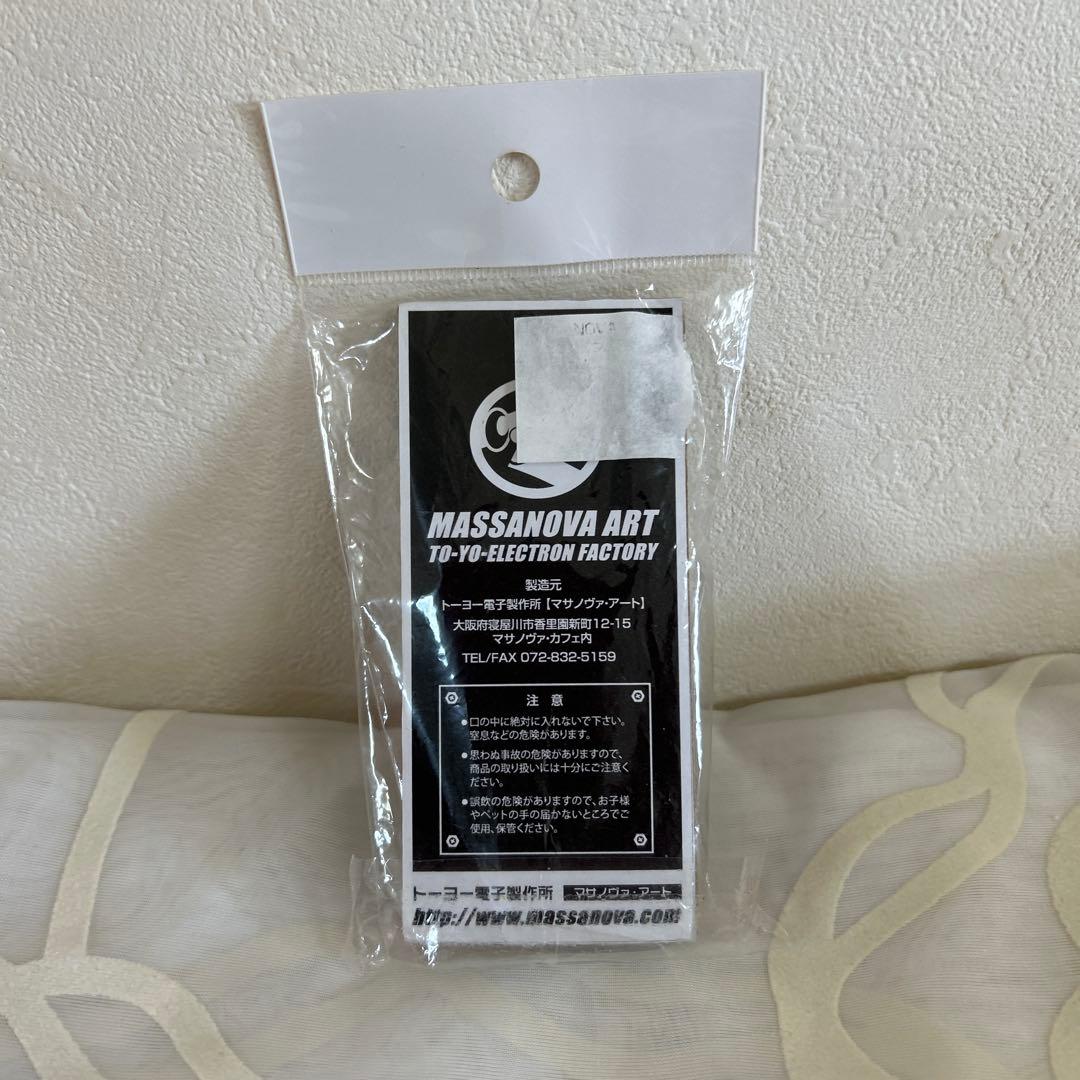 MASSANOVA ART
TO-YO-ELECTRON FACTORY
製造元
トーヨー電子製作所【マサノヴァ・アート】
大阪府寝屋川市香里園新町12-15
マサノヴァ・カフェ内
TEL/FAX 072-832-5159
注意
●口の中に絶対に入れないで下さい。
窒息などの危険があります。
●思わぬ事故の危険がありますので、
商品の取り扱いには十分にご注意く
ださい。
●誤飲の危険がありますので、お子様
やペットの手の届かないところでご
使用、保管ください。
トーヨー電子製作所 マサノヴァ・アート
http://www.massanova.com